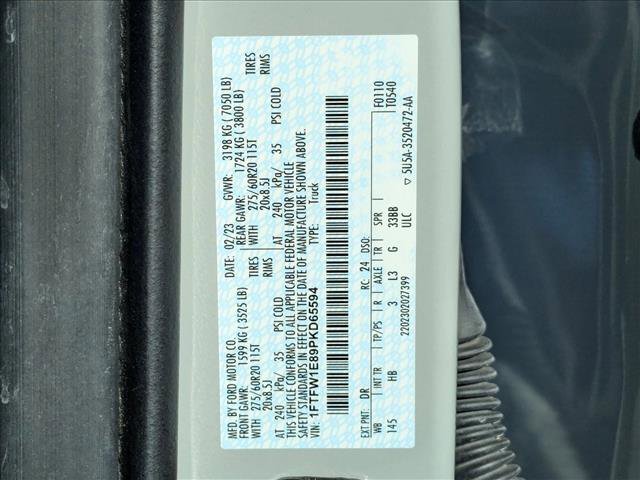 MFD. BY FORD MOTOR CO.
DATE: 02/23 GVWR: 3198 KG ( 7050 LB)
FRONT GAWR: 1599 KG ( 3525 LB) REAR GAWR: 1724 KG ( 3800 LB)
WITH 275/60R20 115T TIRES WITH 275/60R20 115T TIRES
20x8.5J RIMS 20x8.5J RIMS
AT 240 kPa/ 35 PSI COLD AT 240 kPa/ 35 PSI COLD
THIS VEHICLE CONFORMS TO ALL APPLICABLE FEDERAL MOTOR VEHICLE
SAFETY STANDARDS IN EFFECT ON THE DATE OF MANUFACTURE SHOWN ABOVE.
VIN: 1FTFW1E89PKD65594 TYPE: Truck
F0110
T0540
EXT PNT: DR RC: 24 DSO:
WB INT TR TP/PS R AXLE TR SPR
145 HB 3 L3 G 33BB
2202302027399 ULC
5U5A-3520472-AA